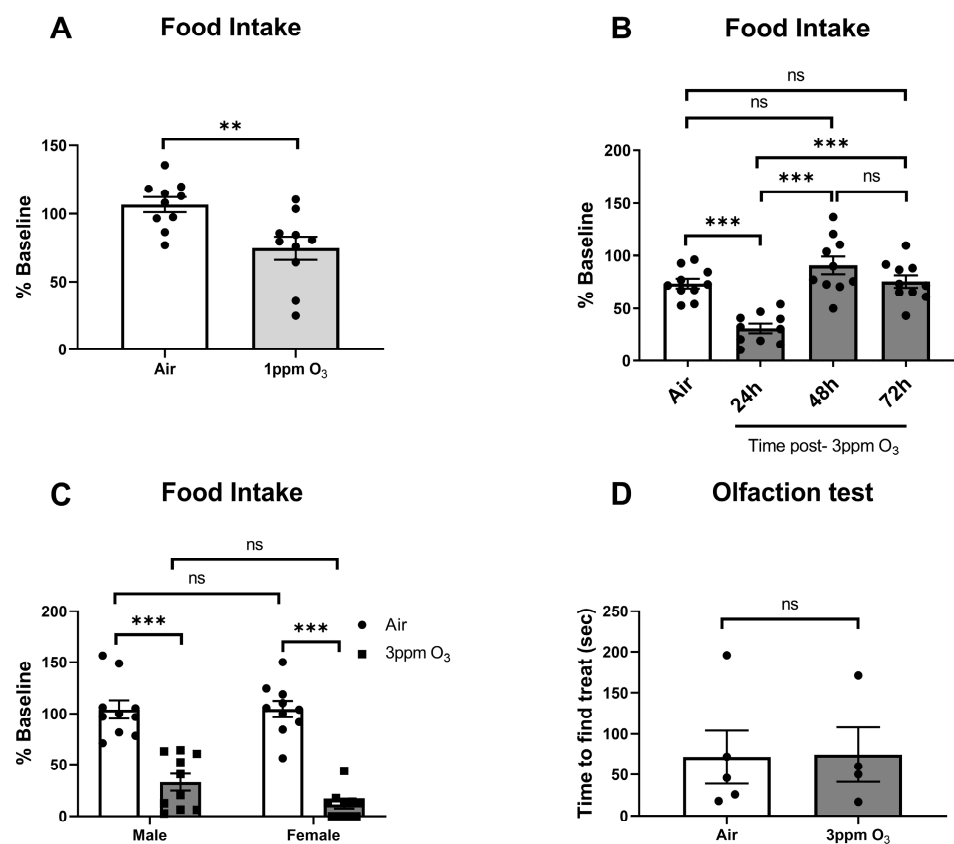 A
Food Intake
**
% Baseline
150
100
50
0
Air
1ppm O₃
B
Food Intake
ns
ns
***
***
ns
***
% Baseline
200
150
100
50
0
Air
24h
48h
72h
Time post- 3ppm O₃
C
Food Intake
ns
ns
***
***
Air
3ppm O₃
% Baseline
200
150
100
50
0
Male
Female
D
Olfaction test
ns
Time to find treat (sec)
250
200
150
100
50
0
Air
3ppm O₃